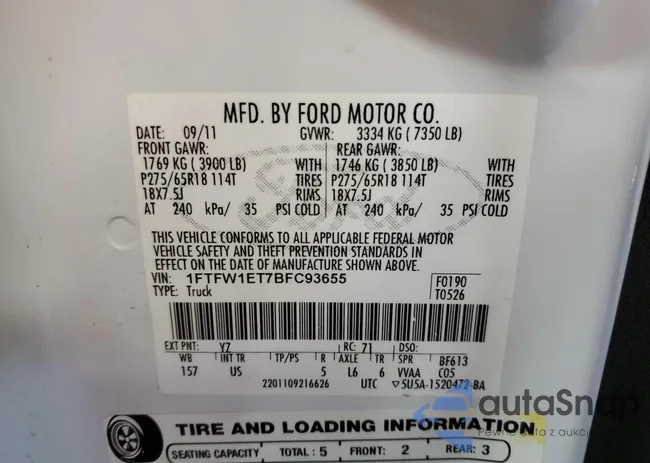 MFD. BY FORD MOTOR CO.
DATE: 09/11 GVWR: 3334 KG ( 7350 LB)
FRONT GAWR: REAR GAWR:
1769 KG ( 3900 LB) WITH 1746 KG ( 3850 LB) WITH
P275/65R18 114T TIRES P275/65R18 114T TIRES
18X7.5J RIMS 18X7.5J RIMS
AT 240 kPa/ 35 PSI COLD AT 240 kPa/ 35 PSI COLD
THIS VEHICLE CONFORMS TO ALL APPLICABLE FEDERAL MOTOR
VEHICLE SAFETY AND THEFT PREVENTION STANDARDS IN
EFFECT ON THE DATE OF MANUFACTURE SHOWN ABOVE.
VIN: 1FTFW1ET7BFC93655 F0190
TYPE: Truck T0526
EXT PNT: YZ RC: 71 DSO:
WB INT TR TP/PS R AXLE TR SPR BF613
157 US 5 L6 6 VVAA C05
2201109216626 UTC ▽5U5A-1520472-BA
TIRE AND LOADING INFORMATION
SEATING CAPACITY TOTAL: 5 FRONT: 2 REAR: 3
autoSnap
Pewne auto z aukcji